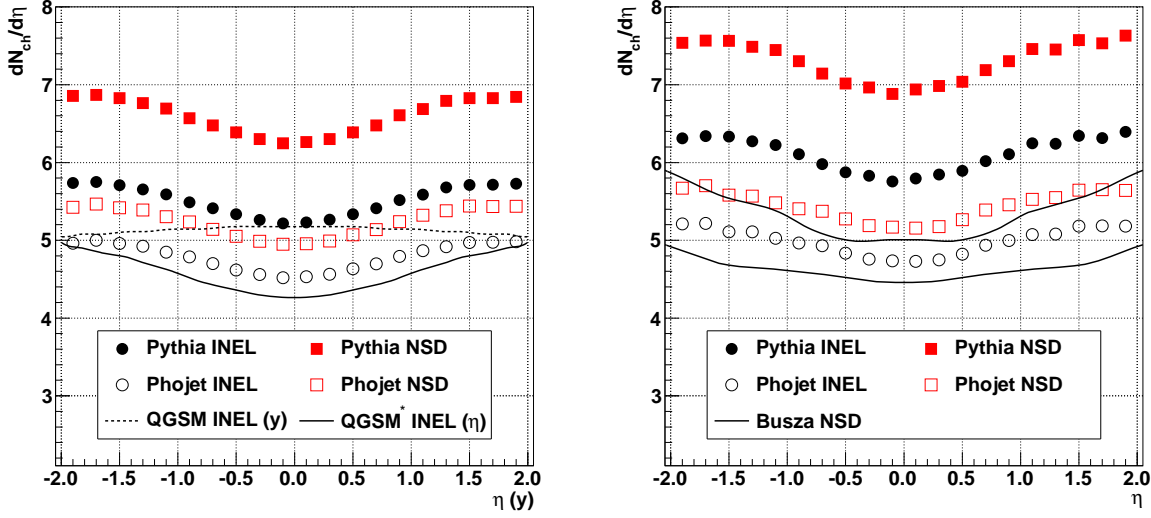 dN_ch/dη
8
7
6
5
4
3
-2.0 -1.5 -1.0 -0.5 0.0 0.5 1.0 1.5 2.0
η (y)
Pythia INEL Pythia NSD
Phojet INEL Phojet NSD
QGSM INEL (y) QGSM* INEL (η)
dN_ch/dη
8
7
6
5
4
3
-2.0 -1.5 -1.0 -0.5 0.0 0.5 1.0 1.5 2.0
η
Pythia INEL Pythia NSD
Phojet INEL Phojet NSD
Busza NSD